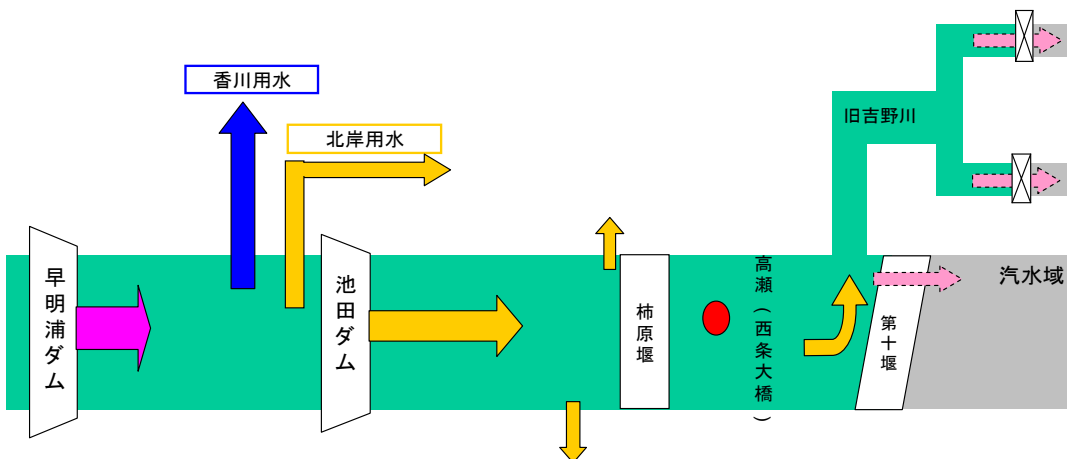 香川用水
北岸用水
旧吉野川
早明浦ダム
池田ダム
柿原堰
高瀬(西条大橋)
第十堰
汽水域